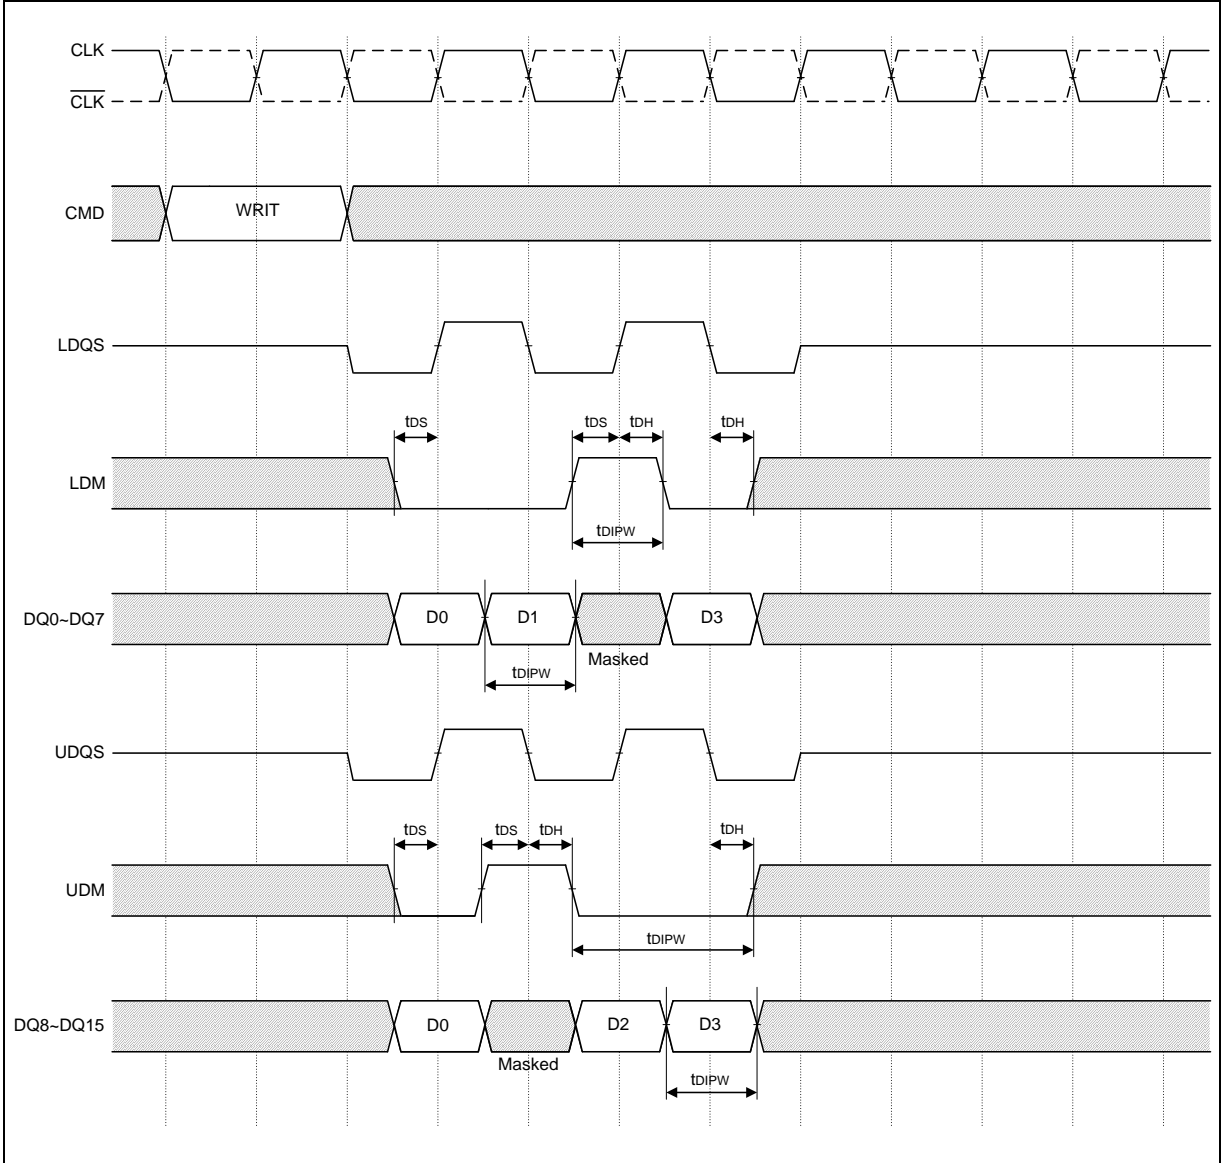 CLK
CLK
CMD WRIT
LDQS
tDS tDS tDH tDH
LDM
tDIPW
DQ0~DQ7 D0 D1 D3
Masked
tDIPW
UDQS
tDS tDS tDH tDH
UDM
tDIPW
DQ8~DQ15 D0 D2 D3
Masked
tDIPW